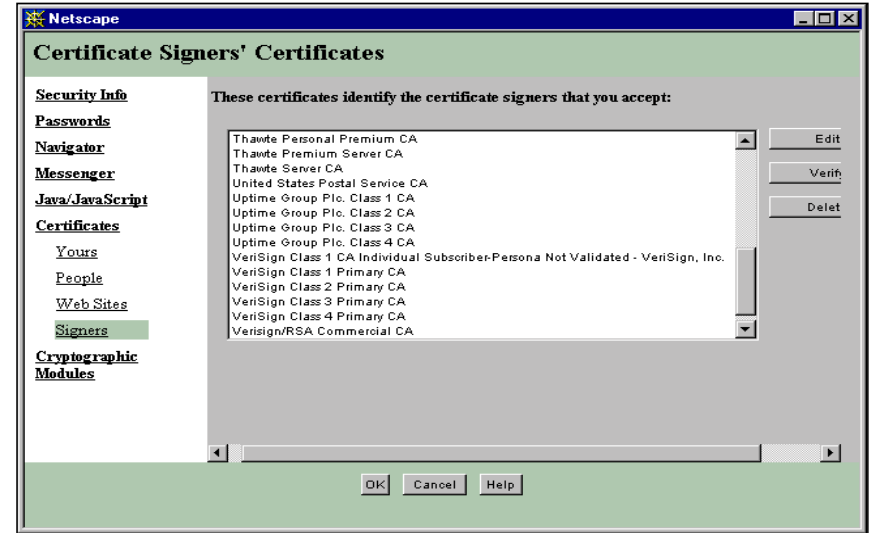 Netscape
Certificate Signers' Certificates
Security Info
Passwords
Navigator
Messenger
Java/JavaScript
Certificates
Yours
People
Web Sites
Signers
Cryptographic
Modules
These certificates identify the certificate signers that you accept:
Thawte Personal Premium CA
Thawte Premium Server CA
Thawte Server CA
United States Postal Service CA
Uptime Group Plc. Class 1 CA
Uptime Group Plc. Class 2 CA
Uptime Group Plc. Class 3 CA
Uptime Group Plc. Class 4 CA
VeriSign Class 1 CA Individual Subscriber-Persona Not Validated - VeriSign, Inc.
VeriSign Class 1 Primary CA
VeriSign Class 2 Primary CA
VeriSign Class 3 Primary CA
VeriSign Class 4 Primary CA
Verisign/RSA Commercial CA
Edit
Verif
Delet
OK
Cancel
Help